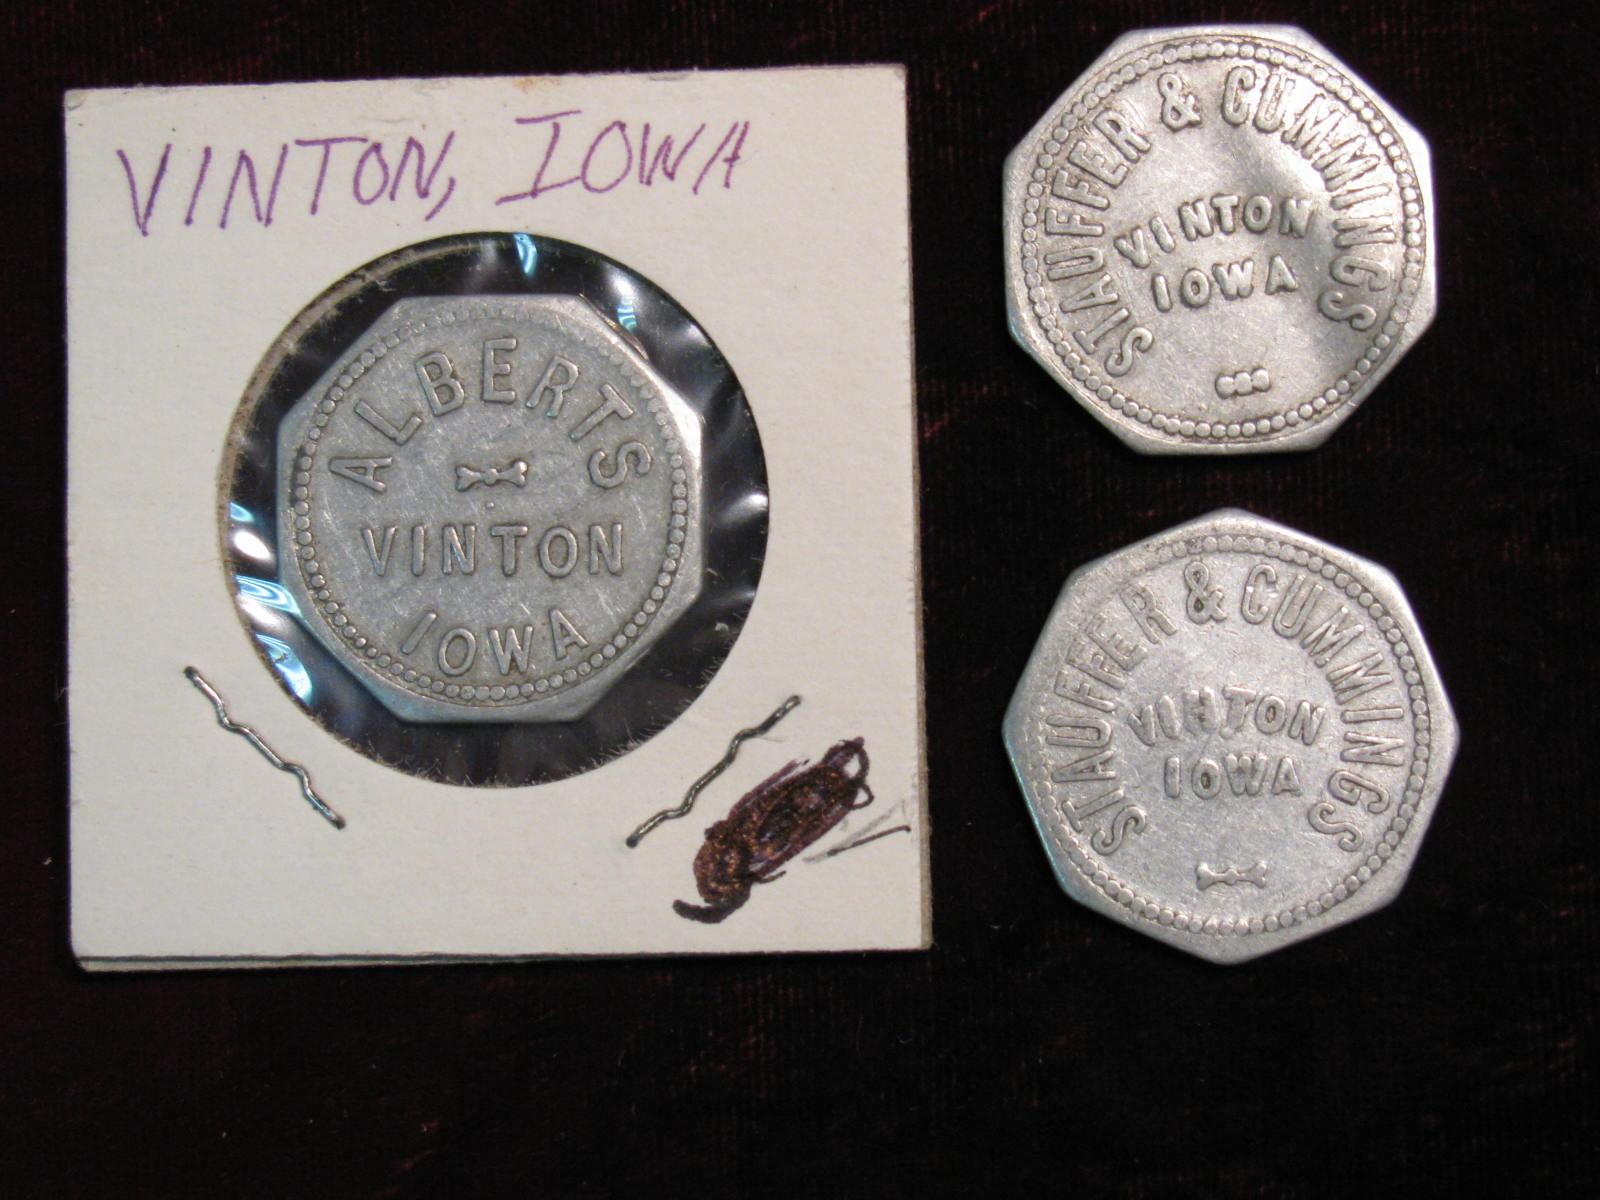 VINTON, IOWA
ALBERTS
VINTON
IOWA
STAUFFER & CUMMINGS
VINTON
IOWA
STAUFFER & CUMMINGS
VINTON
IOWA